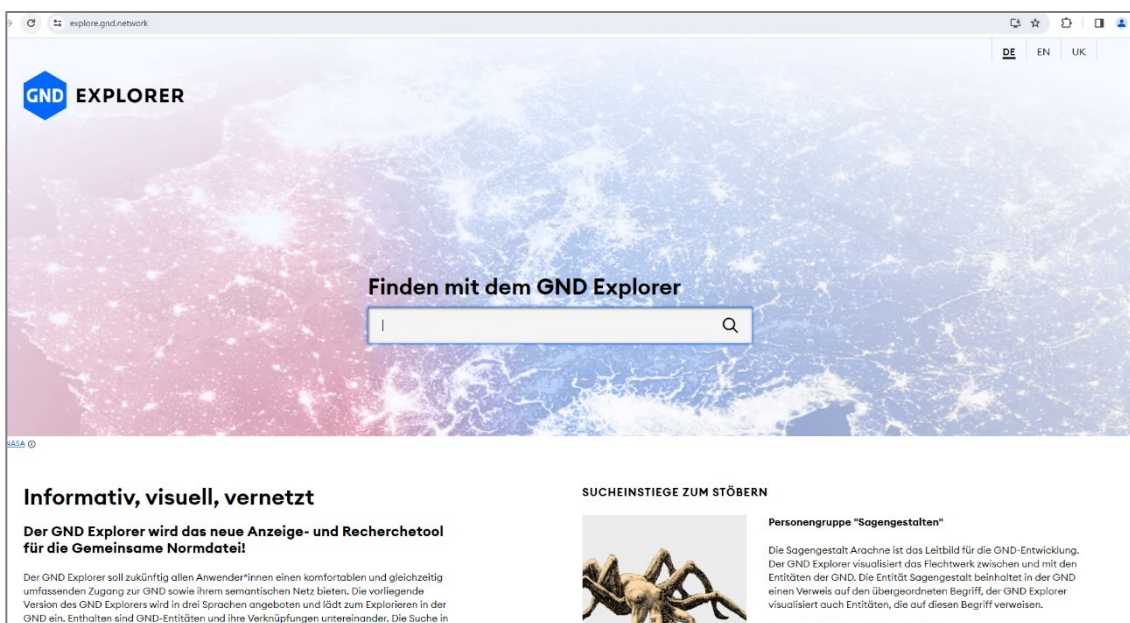 explore.gnd.network
DE EN UK
GND EXPLORER
Finden mit dem GND Explorer
NASA
Informativ, visuell, vernetzt
Der GND Explorer wird das neue Anzeige- und Recherchetool
für die Gemeinsame Normdatei!
Der GND Explorer soll zukünftig allen Anwender*innen einen komfortablen und gleichzeitig
umfassenden Zugang zur GND sowie ihrem semantischen Netz bieten. Die vorliegende
Version des GND Explorers wird in drei Sprachen angeboten und lädt zum Explorieren in der
GND ein. Enthalten sind GND-Entitäten und ihre Verknüpfungen untereinander. Die Suche in
SUCHEINSTIEGE ZUM STÖBERN
Personengruppe "Sagengestalten"
Die Sagengestalt Arachne ist das Leitbild für die GND-Entwicklung.
Der GND Explorer visualisiert das Flechtwerk zwischen und mit den
Entitäten der GND. Die Entität Sagengestalt beinhaltet in der GND
einen Verweis auf den übergeordneten Begriff, der GND Explorer
visualisiert auch Entitäten, die auf diesen Begriff verweisen.